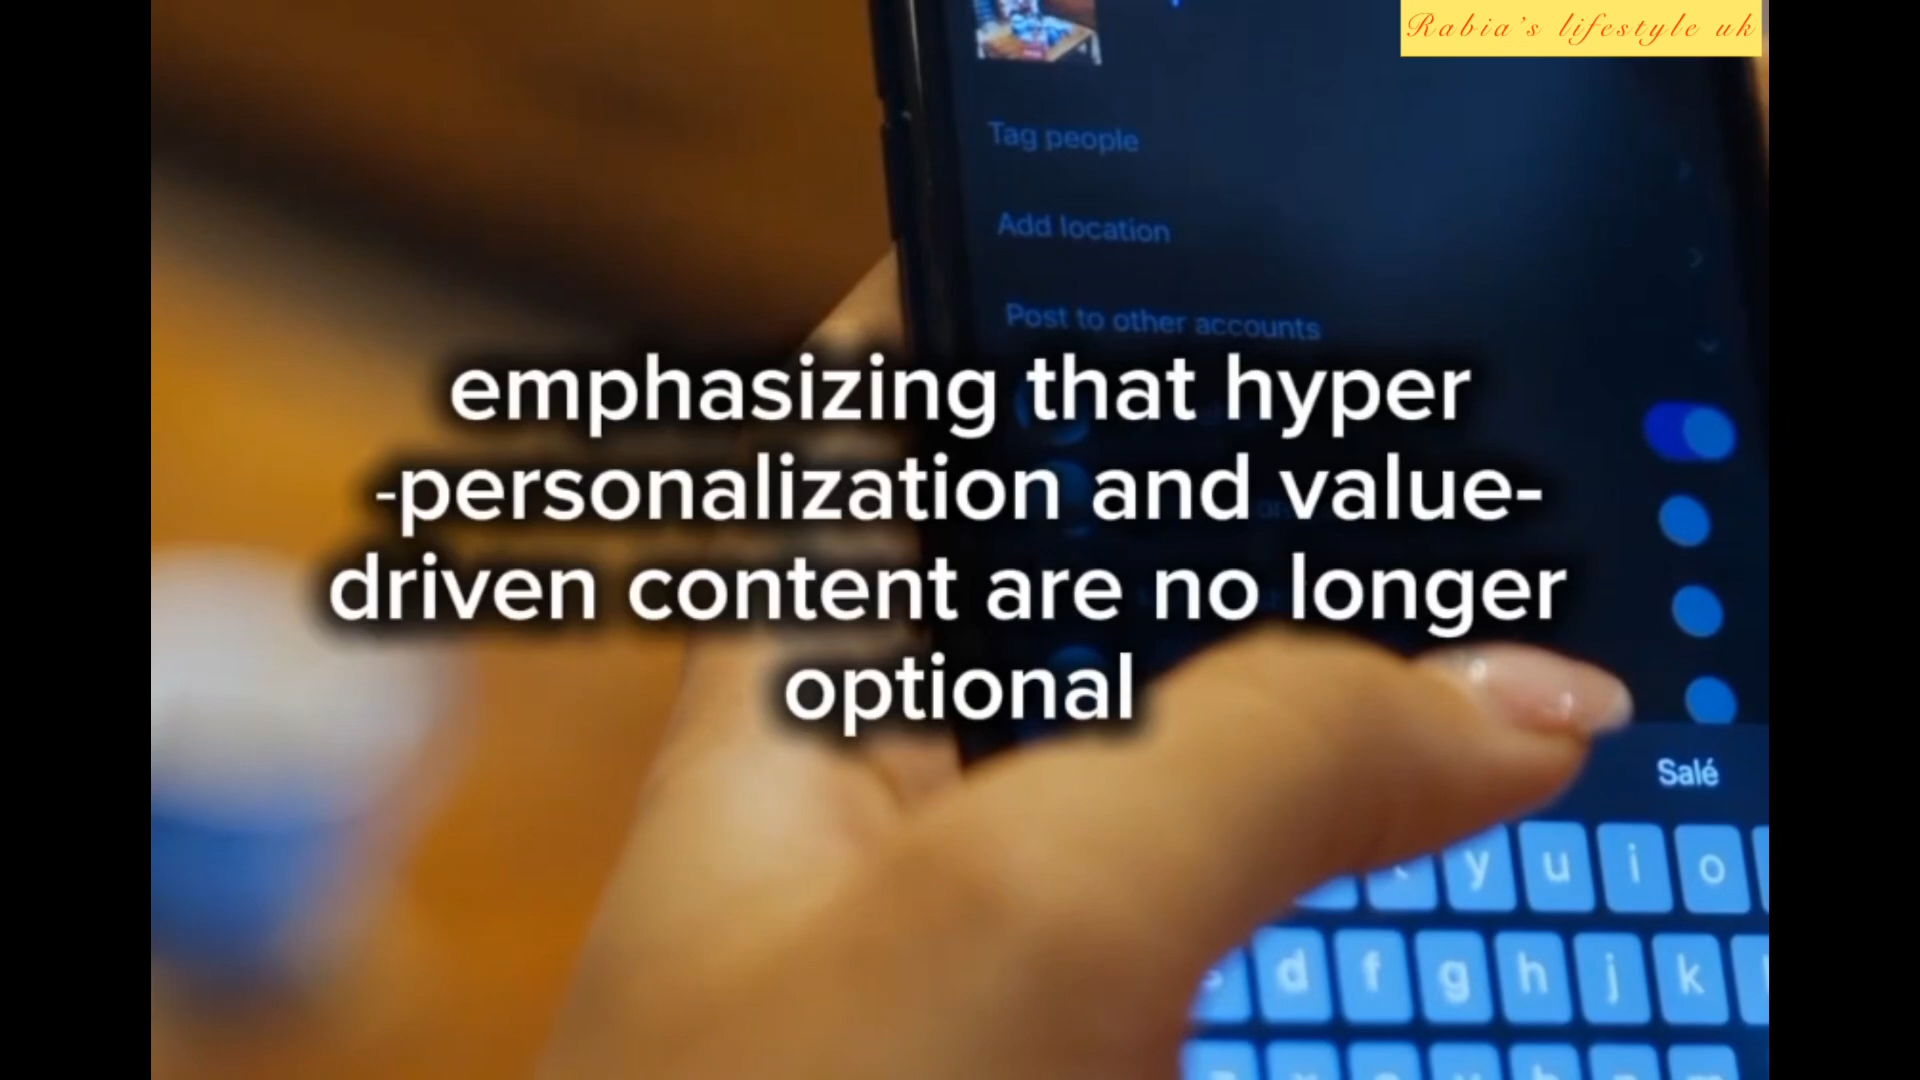 Rabia's lifestyle uk
Tag people
Add location
Post to other accounts
emphasizing that hyper
-personalization and value-
driven content are no longer
optional
Salé
y u i o
d f g h j k